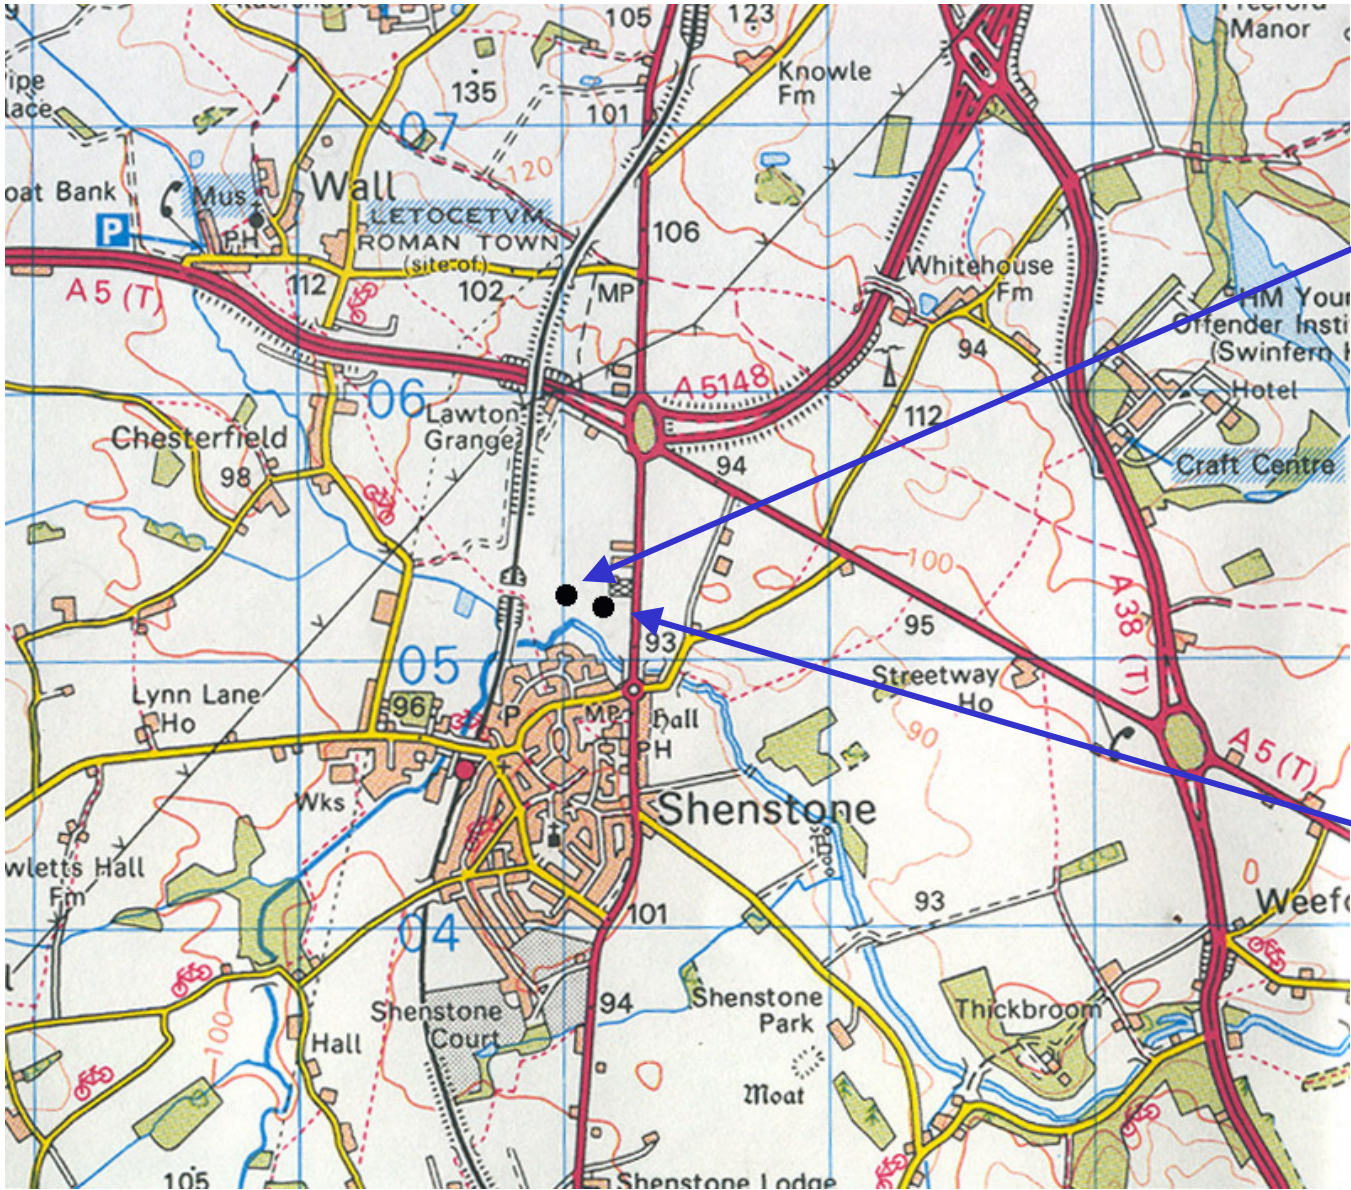 105
123
Manor
Knowle
Fm
135
101
07
120
oat Bank
Mus
Wall
LETOCETVM
P
PH
ROMAN TOWN
(site of)
106
A 5 (T)
112
102
MP
Whitehouse
Fm
HM Your
Offender Insti
(Swinfern H
94
A 5148
06
Lawton
Grange
Hotel
112
Chesterfield
98
94
Craft Centre
100
A 38 (T)
95
93
05
Streetway
Ho
Lynn Lane
Ho
96
P
MP
Hall
PH
90
A5 (T)
Wks
Shenstone
wletts Hall
Fm
93
Weefo
101
04
Shenstone
Court
94
Shenstone
Park
Thickbroom
100
Hall
Moat
105
Shenstone Lodge